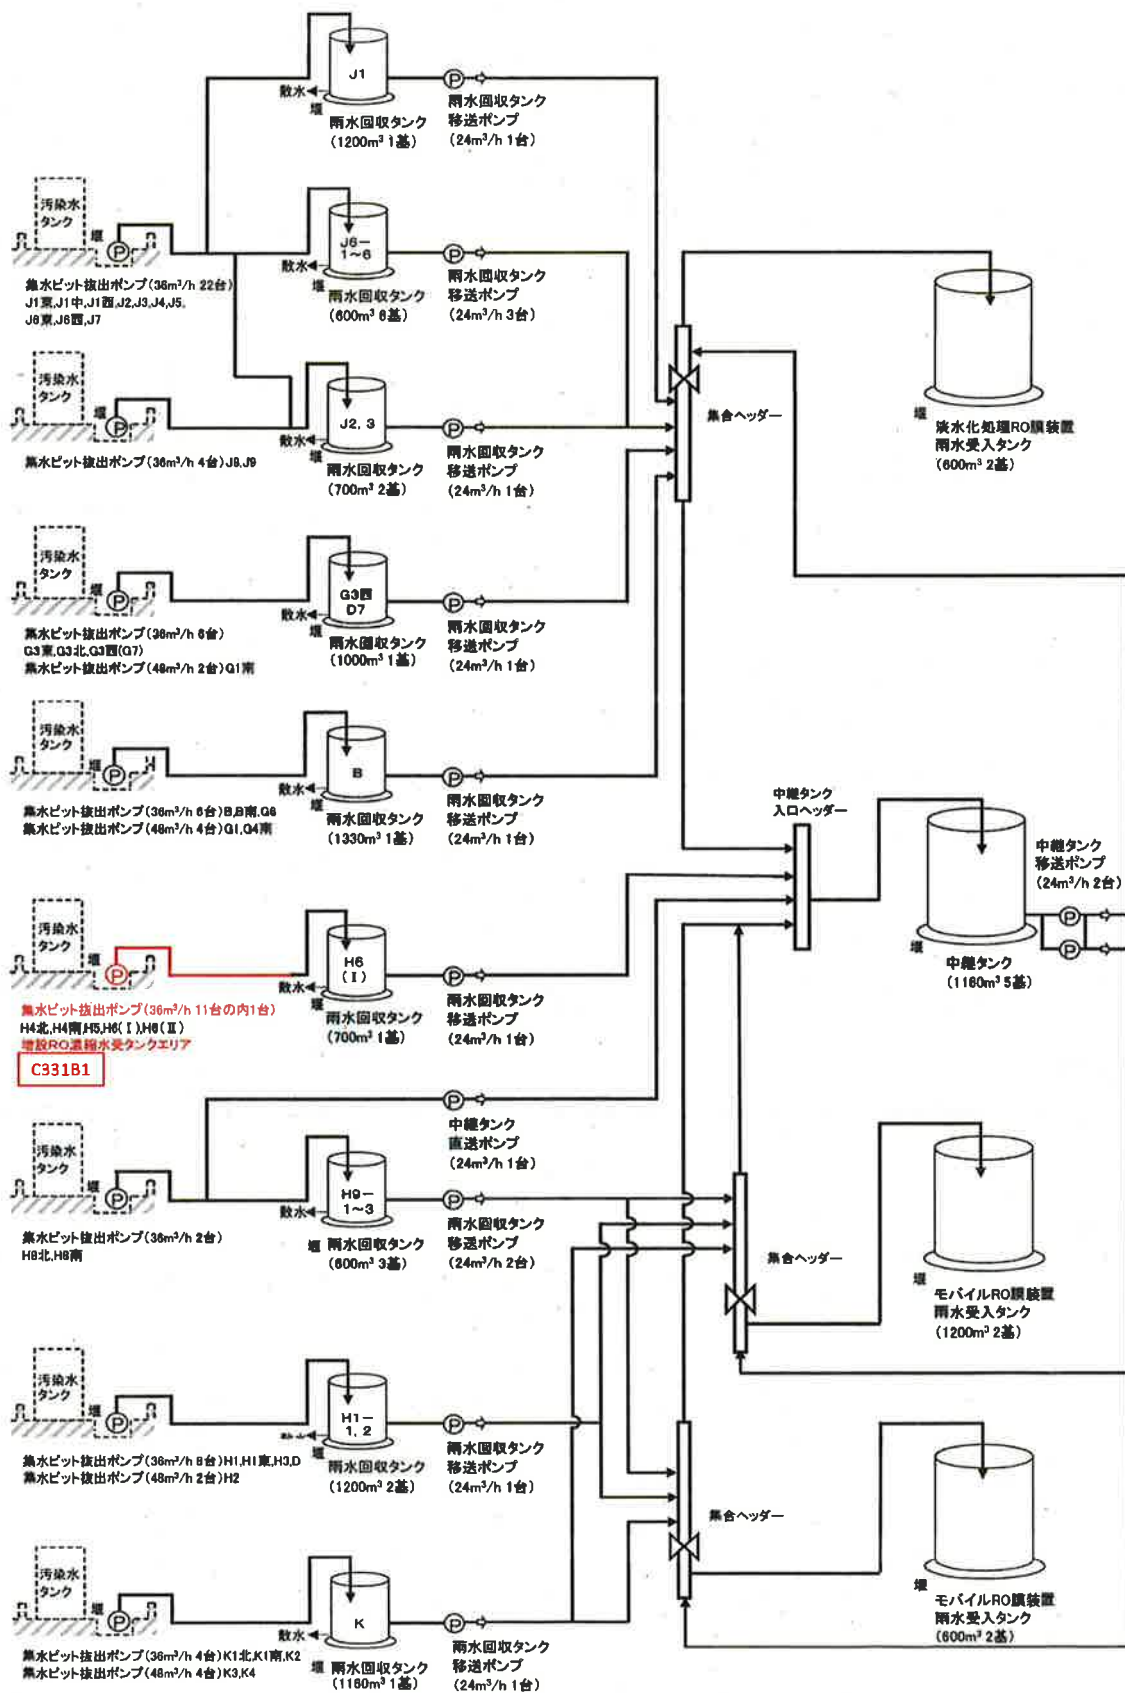 J1
散水
堰
雨水回収タンク
(1200m³ 1基)
P
雨水回収タンク
移送ポンプ
(24m³/h 1台)
汚染水
タンク
堰
P
集水ピット抜出ポンプ(36m³/h 22台)
J1東,J1中,J1西,J2,J3,J4,J5,
J6東,J6西,J7
J6-
1~6
散水
堰
雨水回収タンク
(600m³ 6基)
P
雨水回収タンク
移送ポンプ
(24m³/h 3台)
汚染水
タンク
堰
P
集水ピット抜出ポンプ(36m³/h 4台)J8,J9
J2, 3
散水
堰
雨水回収タンク
(700m³ 2基)
P
雨水回収タンク
移送ポンプ
(24m³/h 1台)
集合ヘッダー
堰
淡水化処理RO膜装置
雨水受入タンク
(600m³ 2基)
汚染水
タンク
堰
P
集水ピット抜出ポンプ(36m³/h 6台)
G3東,G3北,G3西(G7)
集水ピット抜出ポンプ(48m³/h 2台)G1南
G3西
D7
散水
堰
雨水回収タンク
(1000m³ 1基)
P
雨水回収タンク
移送ポンプ
(24m³/h 1台)
汚染水
タンク
堰
P
集水ピット抜出ポンプ(36m³/h 6台)B,B南,G6
集水ピット抜出ポンプ(48m³/h 4台)G1,G4南
B
散水
堰
雨水回収タンク
(1330m³ 1基)
P
雨水回収タンク
移送ポンプ
(24m³/h 1台)
中継タンク
入口ヘッダー
堰
中継タンク
(1160m³ 5基)
中継タンク
移送ポンプ
(24m³/h 2台)
P
P
汚染水
タンク
堰
P
集水ピット抜出ポンプ(36m³/h 11台の内1台)
H4北,H4南,H5,H6(Ⅰ),H6(Ⅱ)
増設RO濃縮水受タンクエリア
C331B1
H6
(Ⅰ)
散水
堰
雨水回収タンク
(700m³ 1基)
P
雨水回収タンク
移送ポンプ
(24m³/h 1台)
P
中継タンク
直送ポンプ
(24m³/h 1台)
汚染水
タンク
堰
P
集水ピット抜出ポンプ(36m³/h 2台)
H8北,H8南
H9-
1~3
散水
堰
雨水回収タンク
(600m³ 3基)
P
雨水回収タンク
移送ポンプ
(24m³/h 2台)
集合ヘッダー
堰
モバイルRO膜装置
雨水受入タンク
(1200m³ 2基)
汚染水
タンク
堰
P
集水ピット抜出ポンプ(36m³/h 8台)H1,H1東,H3,D
集水ピット抜出ポンプ(48m³/h 2台)H2
H1-
1, 2
堰
雨水回収タンク
(1200m³ 2基)
P
雨水回収タンク
移送ポンプ
(24m³/h 1台)
集合ヘッダー
堰
モバイルRO膜装置
雨水受入タンク
(600m³ 2基)
汚染水
タンク
堰
P
集水ピット抜出ポンプ(36m³/h 4台)K1北,K1南,K2
集水ピット抜出ポンプ(48m³/h 4台)K3,K4
K
散水
堰
雨水回収タンク
(1160m³ 1基)
P
雨水回収タンク
移送ポンプ
(24m³/h 1台)